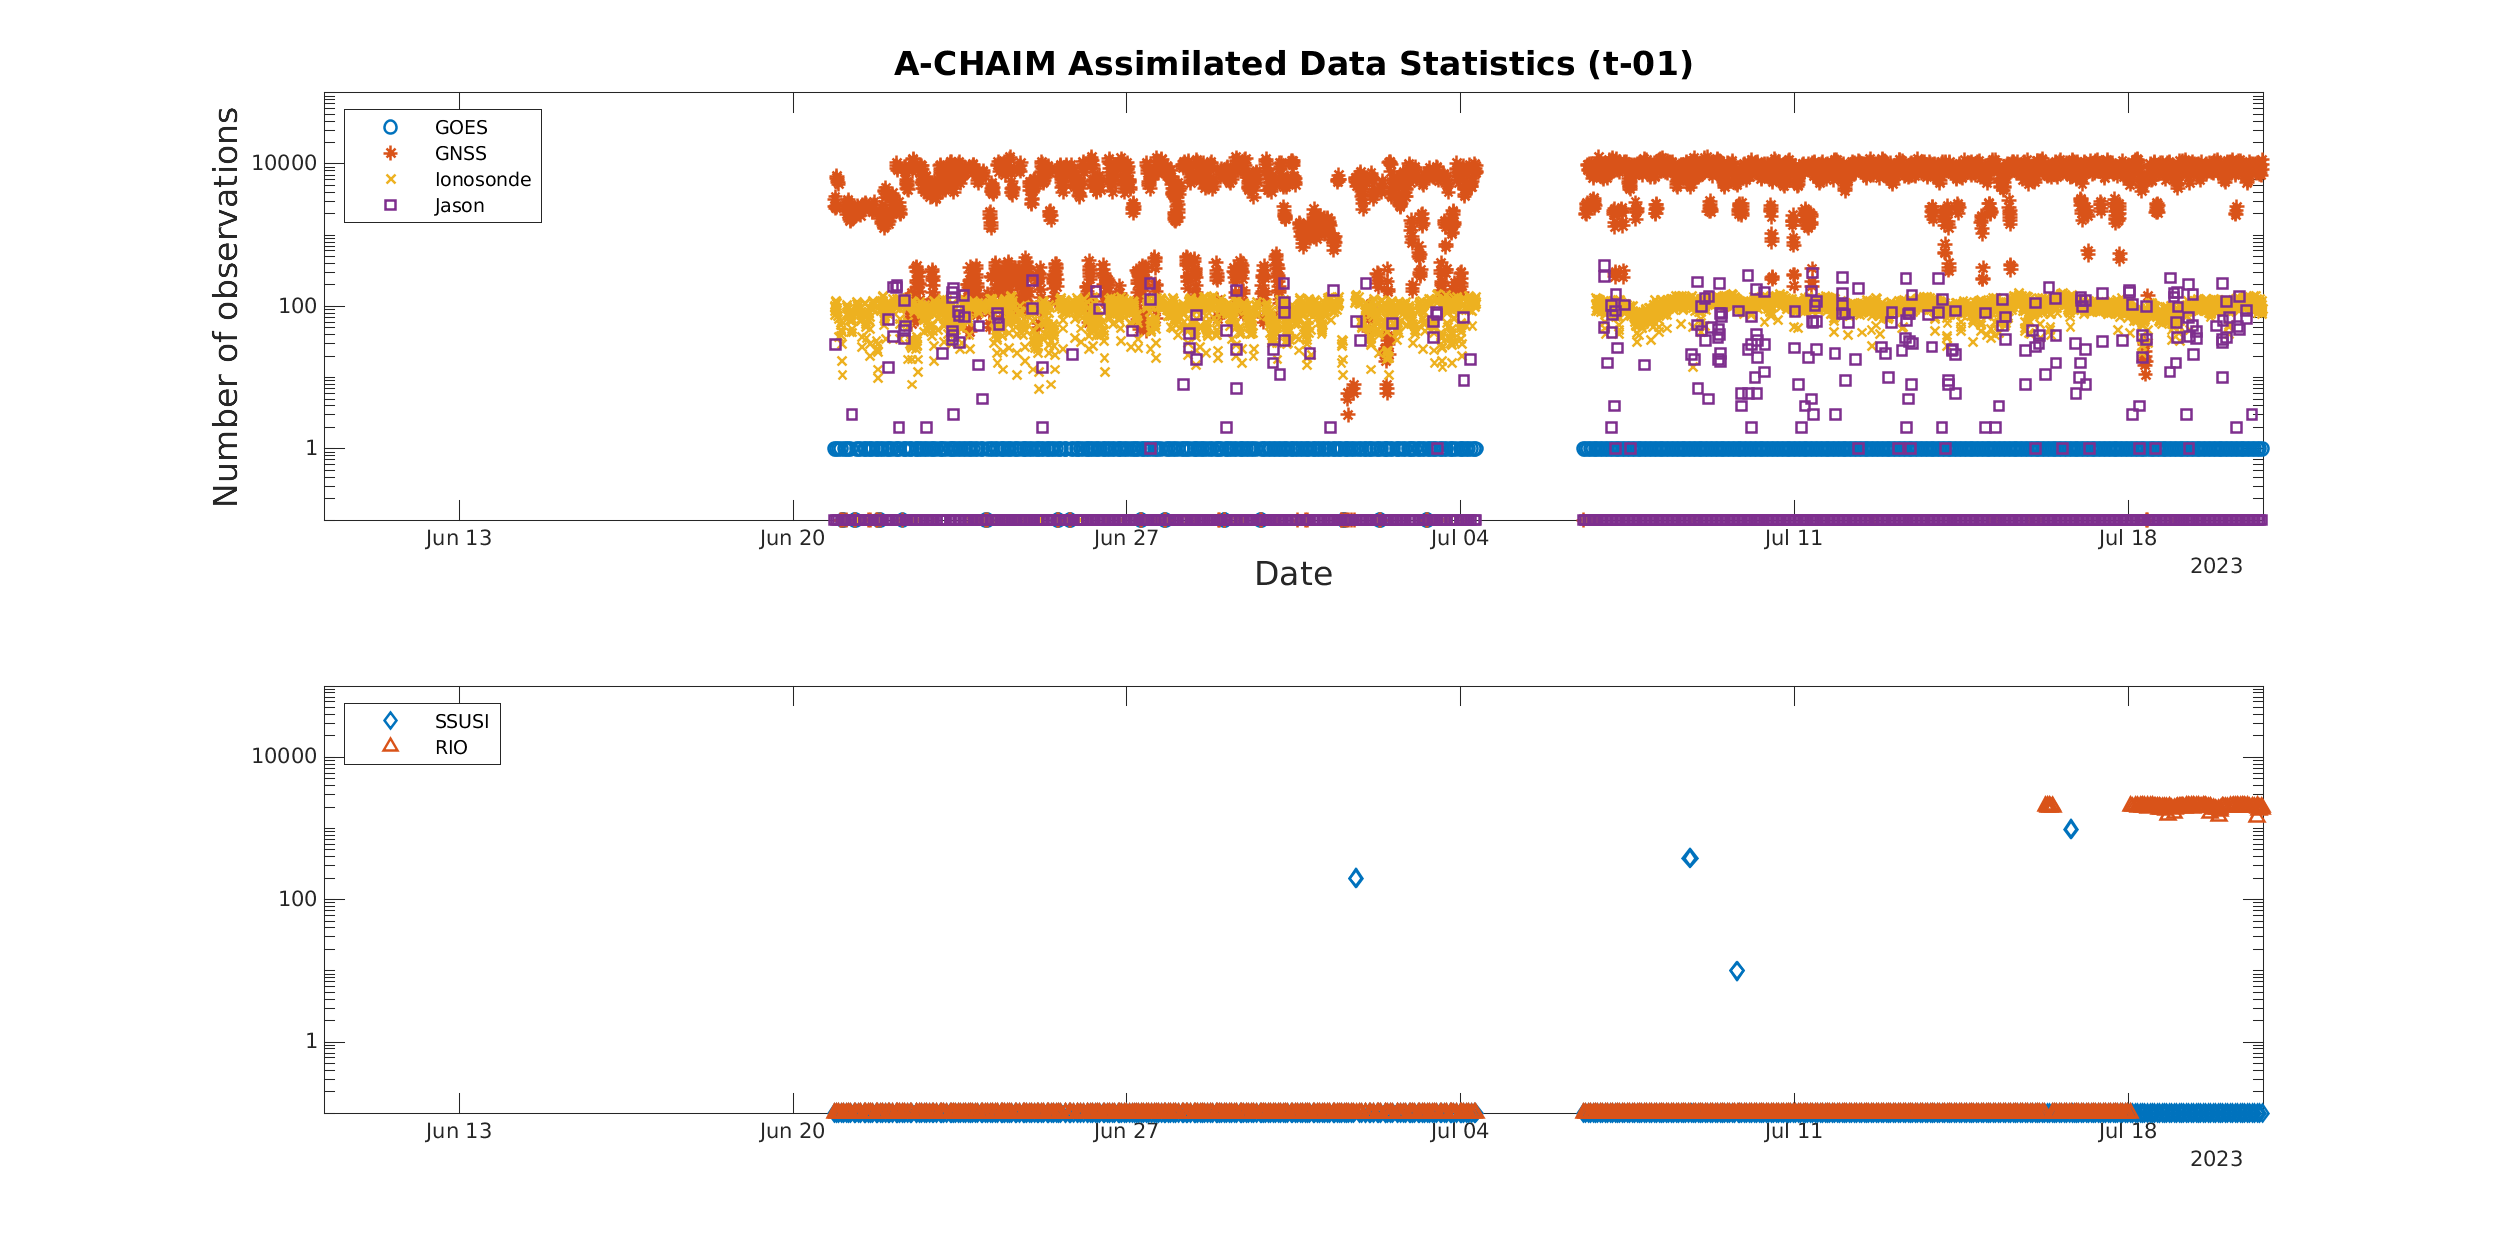 A-CHAIM Assimilated Data Statistics (t-01)
Number of observations
GOES
GNSS
Ionosonde
Jason
10000
100
1
Jun 13 Jun 20 Jun 27 Jul 04 Jul 11 Jul 18
2023
Date
SSUSI
RIO
10000
100
1
Jun 13 Jun 20 Jun 27 Jul 04 Jul 11 Jul 18
2023